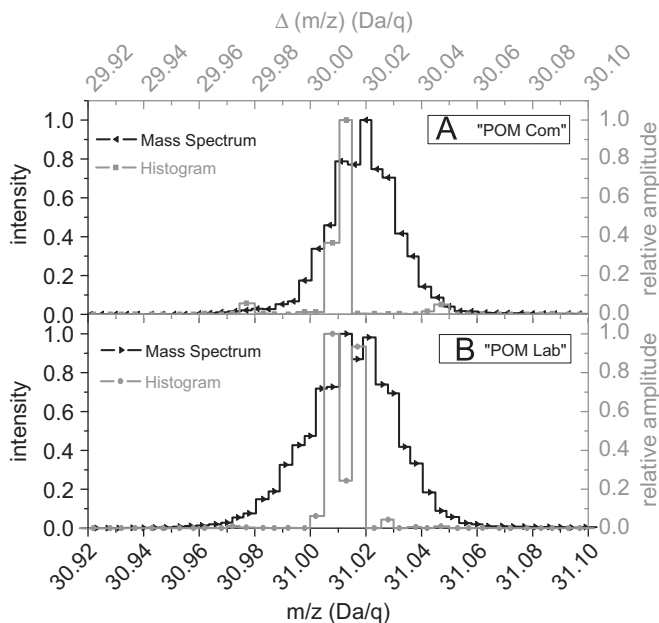 Δ (m/z) (Da/q)
29.92 29.94 29.96 29.98 30.00 30.02 30.04 30.06 30.08 30.10
A "POM Com"
Mass Spectrum
Histogram
intensity
1.0
0.8
0.6
0.4
0.2
0.0
relative amplitude
1.0
0.8
0.6
0.4
0.2
0.0
B "POM Lab"
Mass Spectrum
Histogram
intensity
1.0
0.8
0.6
0.4
0.2
0.0
relative amplitude
1.0
0.8
0.6
0.4
0.2
0.0
30.92 30.94 30.96 30.98 31.00 31.02 31.04 31.06 31.08 31.10
m/z (Da/q)